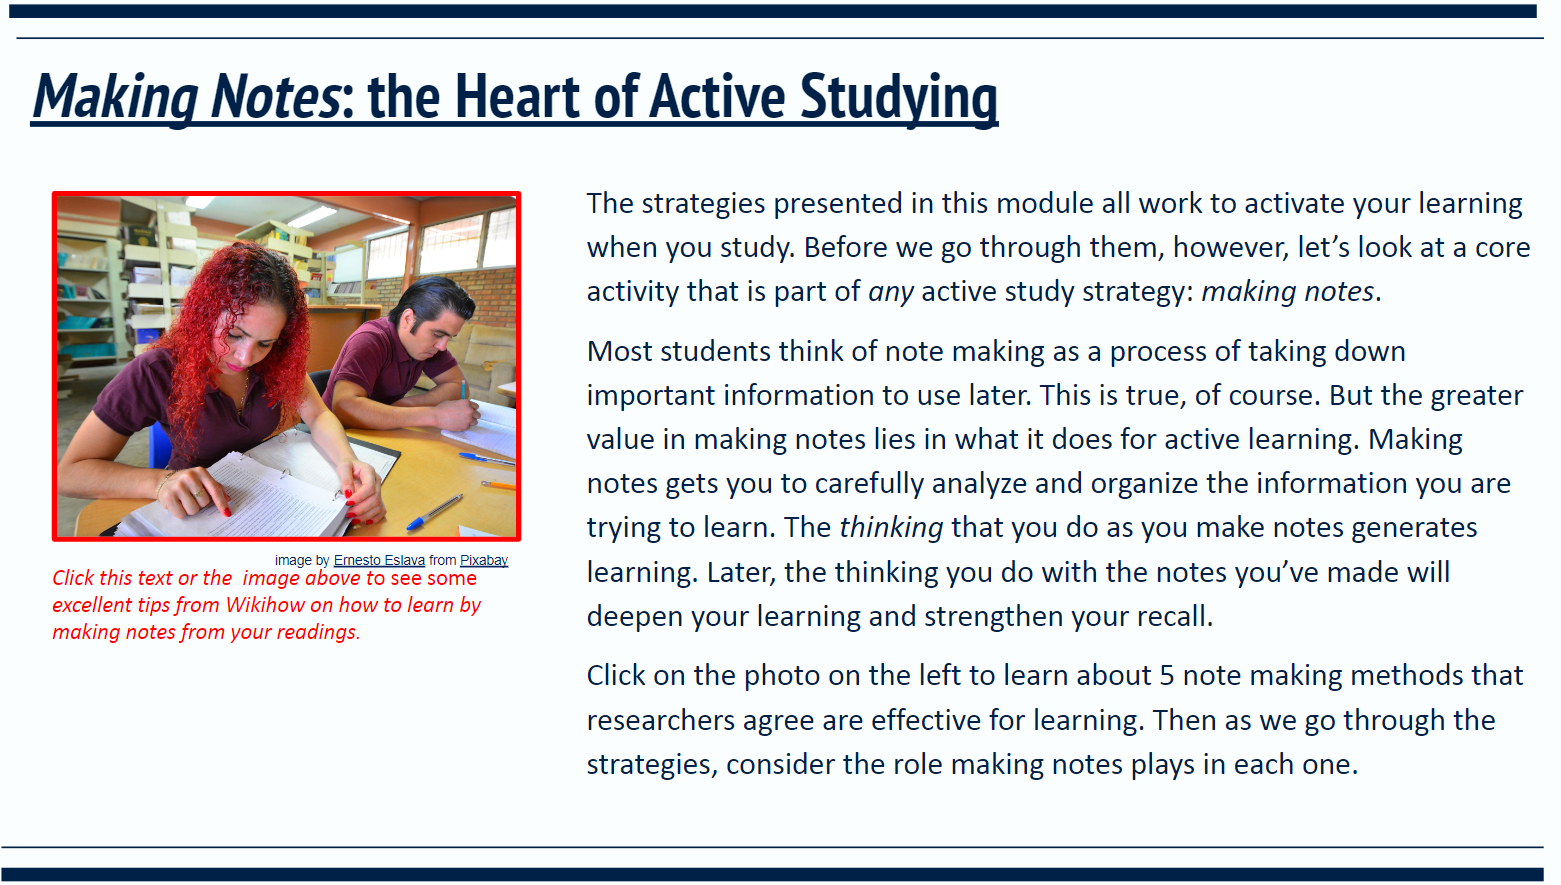 Making Notes: the Heart of Active Studying
image by Ernesto Eslava from Pixabay
Click this text or the  image above to see some
excellent tips from Wikihow on how to learn by
making notes from your readings.
The strategies presented in this module all work to activate your learning
when you study. Before we go through them, however, let’s look at a core
activity that is part of any active study strategy: making notes.
Most students think of note making as a process of taking down
important information to use later. This is true, of course. But the greater
value in making notes lies in what it does for active learning. Making
notes gets you to carefully analyze and organize the information you are
trying to learn. The thinking that you do as you make notes generates
learning. Later, the thinking you do with the notes you’ve made will
deepen your learning and strengthen your recall.
Click on the photo on the left to learn about 5 note making methods that
researchers agree are effective for learning. Then as we go through the
strategies, consider the role making notes plays in each one.